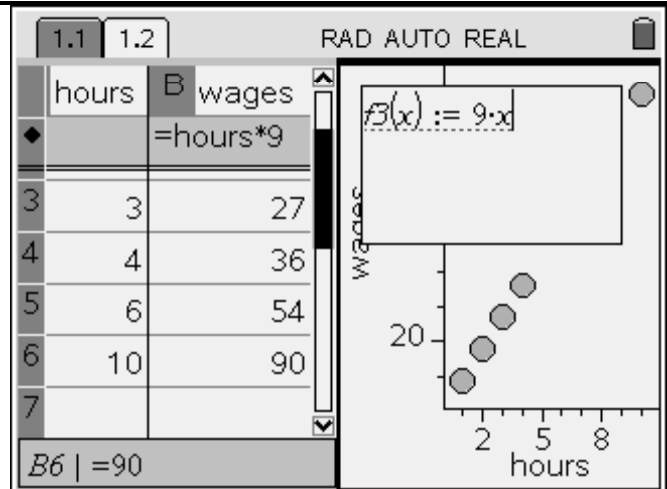 1.1 1.2 RAD AUTO REAL
hours B wages
◆ =hours*9
3 3 27
4 4 36
5 6 54
6 10 90
7
B6 | =90
f3(x) := 9·x
wages
20
2 5 8
hours